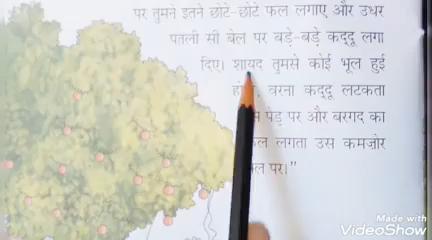 पर तुमने इतने छोटे-छोटे फल लगाए और उधर
पतली सी बेल पर बड़े-बड़े कद्दू लगा
दिए। शायद तुमसे कोई भूल हुई
वरना कद्दू लटकता
पेड़ पर और बरगद का
लगता उस कमज़ोर
पर।”
Made with
VideoShow